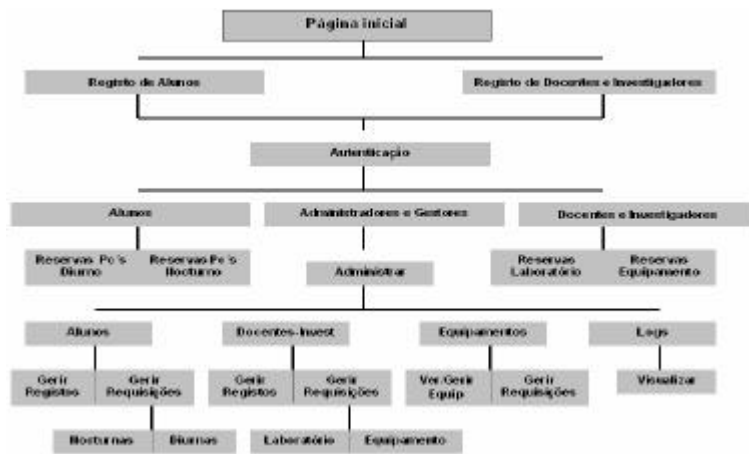 Página inicial
Registo de Alunos
Registo de Docentes e Investigadores
Autenticação
Alunos
Administradores e Gestores
Docentes e Investigadores
Reservas Pc's
Diurno
Reservas Pc's
Nocturno
Administrar
Reservas
Laboratório
Reservas
Equipamento
Alunos
Docentes-Invest
Equipamentos
Logs
Gerir
Registos
Gerir
Requisições
Gerir
Registos
Gerir
Requisições
Ver/Gerir
Equip
Gerir
Requisições
Visualizar
Nocturnas
Diurnas
Laboratório
Equipamento